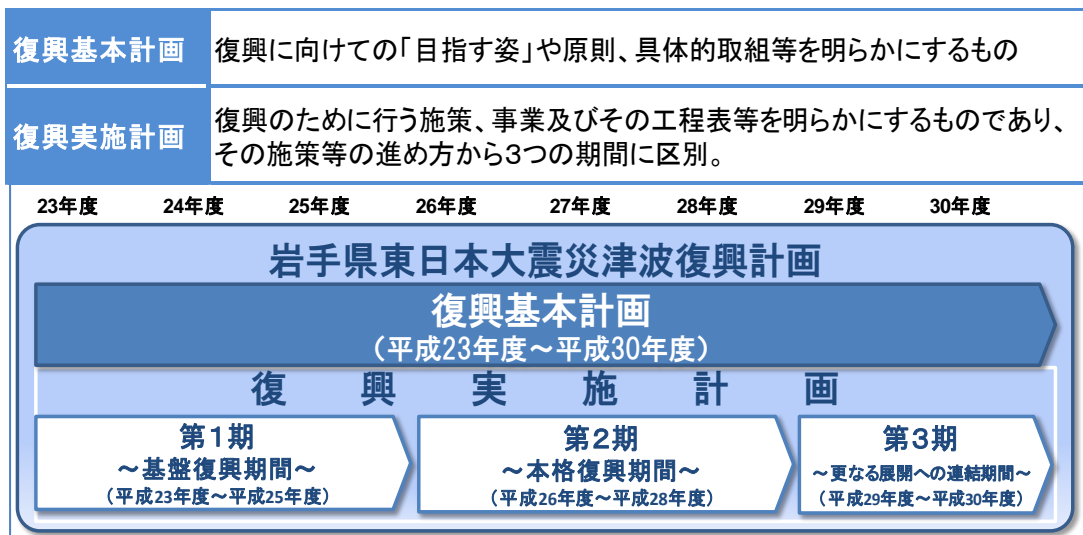 復興基本計画
復興に向けての「目指す姿」や原則、具体的取組等を明らかにするもの
復興実施計画
復興のために行う施策、事業及びその工程表等を明らかにするものであり、
その施策等の進め方から3つの期間に区別。
23年度 24年度 25年度 26年度 27年度 28年度 29年度 30年度
岩手県東日本大震災津波復興計画
復興基本計画
（平成23年度～平成30年度）
復興実施計画
第1期
～基盤復興期間～
（平成23年度～平成25年度）
第2期
～本格復興期間～
（平成26年度～平成28年度）
第3期
～更なる展開への連結期間～
（平成29年度～平成30年度）